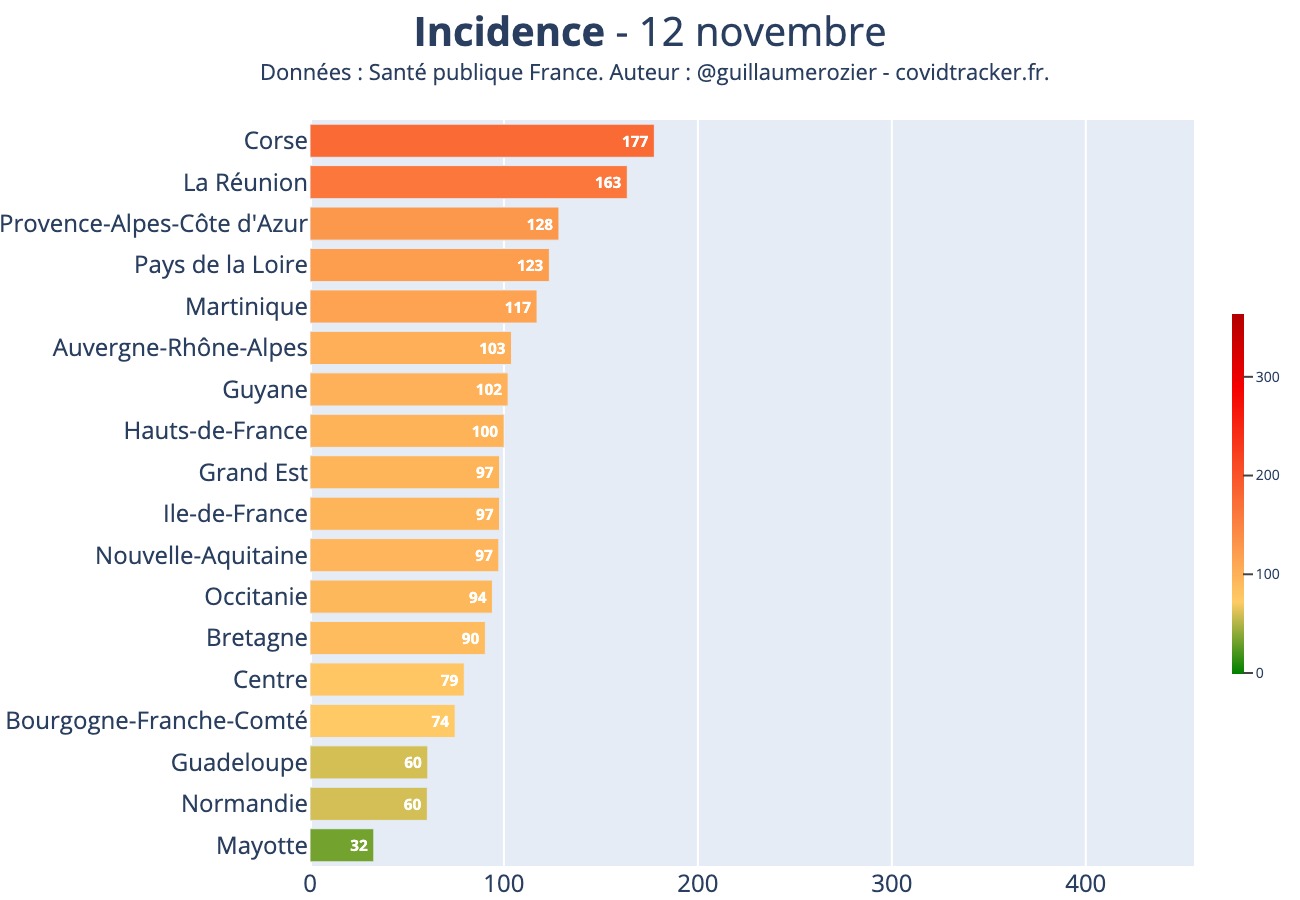 Incidence - 12 novembre
Données : Santé publique France. Auteur : @guillaumerozier - covidtracker.fr.
Corse 177
La Réunion 163
Provence-Alpes-Côte d'Azur 128
Pays de la Loire 123
Martinique 117
Auvergne-Rhône-Alpes 103
Guyane 102
Hauts-de-France 100
Grand Est 97
Ile-de-France 97
Nouvelle-Aquitaine 97
Occitanie 94
Bretagne 90
Centre 79
Bourgogne-Franche-Comté 74
Guadeloupe 60
Normandie 60
Mayotte 32
0 100 200 300 400
300
200
100
0